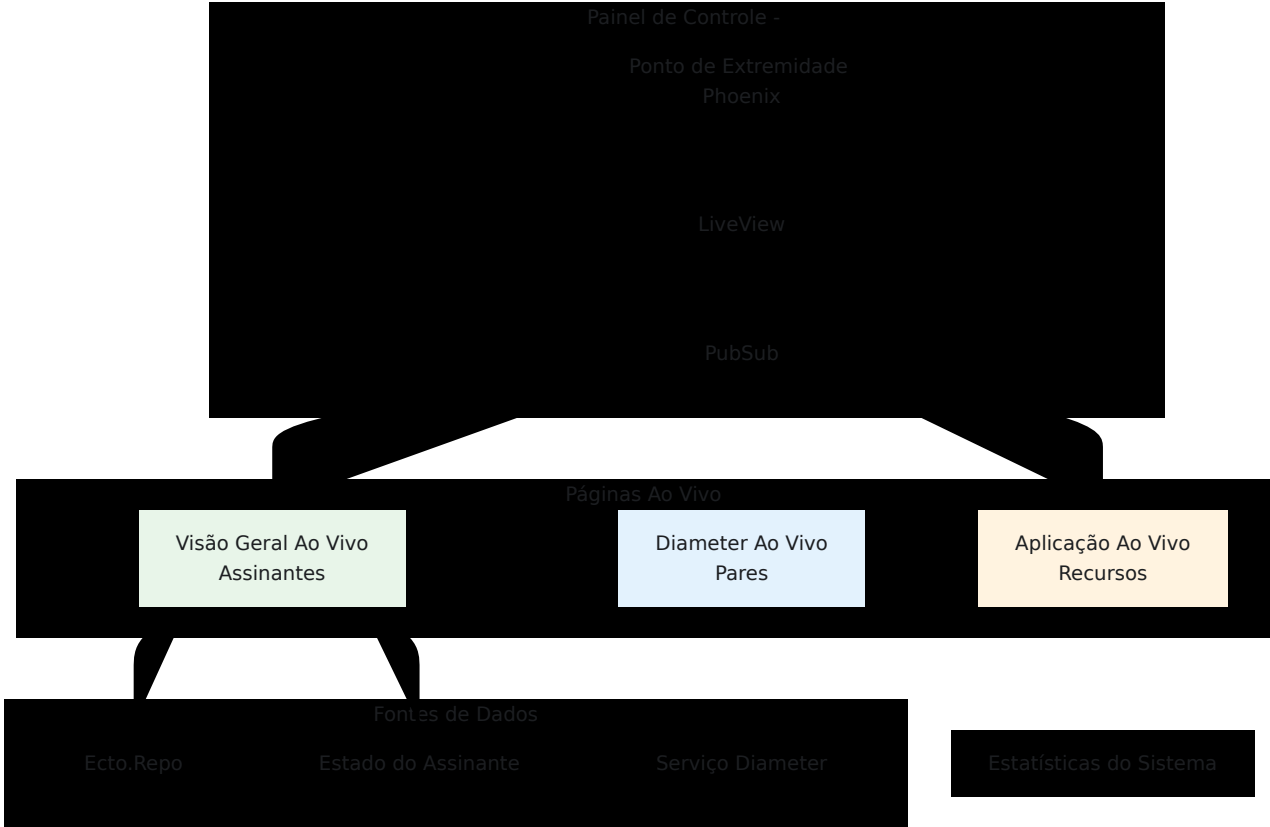 Painel de Controle -
Ponto de Extremidade
Phoenix
LiveView
PubSub
Páginas Ao Vivo
Visão Geral Ao Vivo
Assinantes
Diameter Ao Vivo
Pares
Aplicação Ao Vivo
Recursos
Fontes de Dados
Ecto.Repo
Estado do Assinante
Serviço Diameter
Estatísticas do Sistema